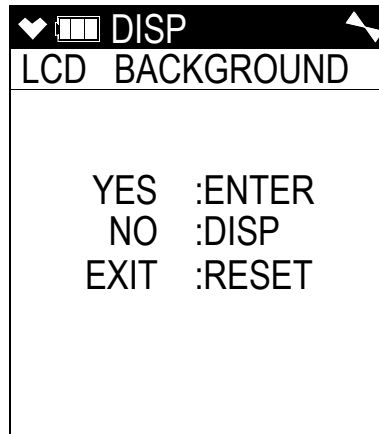 DISP
LCD BACKGROUND
YES :ENTER
NO :DISP
EXIT :RESET